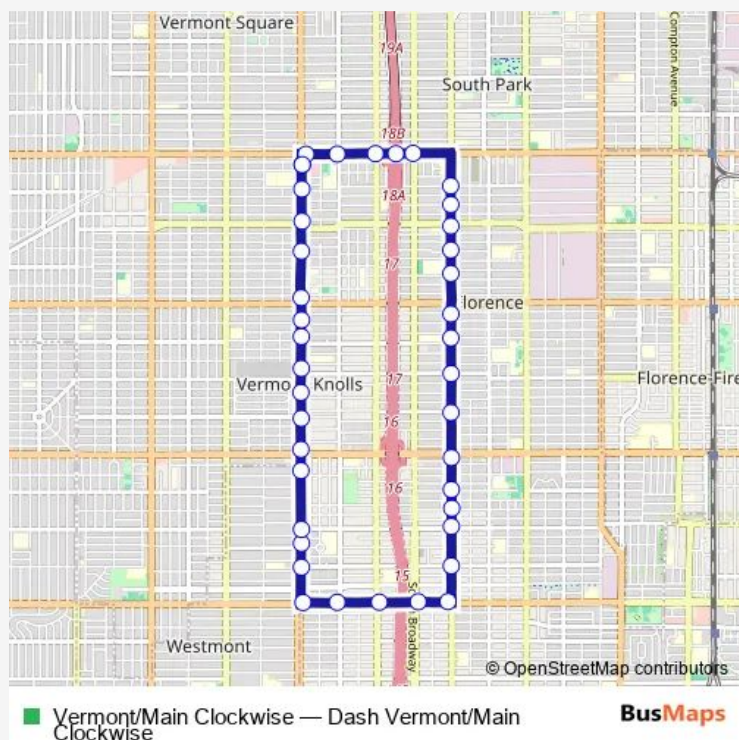 Vermont Square
Compton Avenue
19A
South Park
18B
18A
17
lorence
17
Vermo Knolls
Florence-Fire
16
16
15
So
Broadway
Westmont
© OpenStreetMap contributors
Vermont/Main Clockwise — Dash Vermont/Main
Clockwise
BusMaps